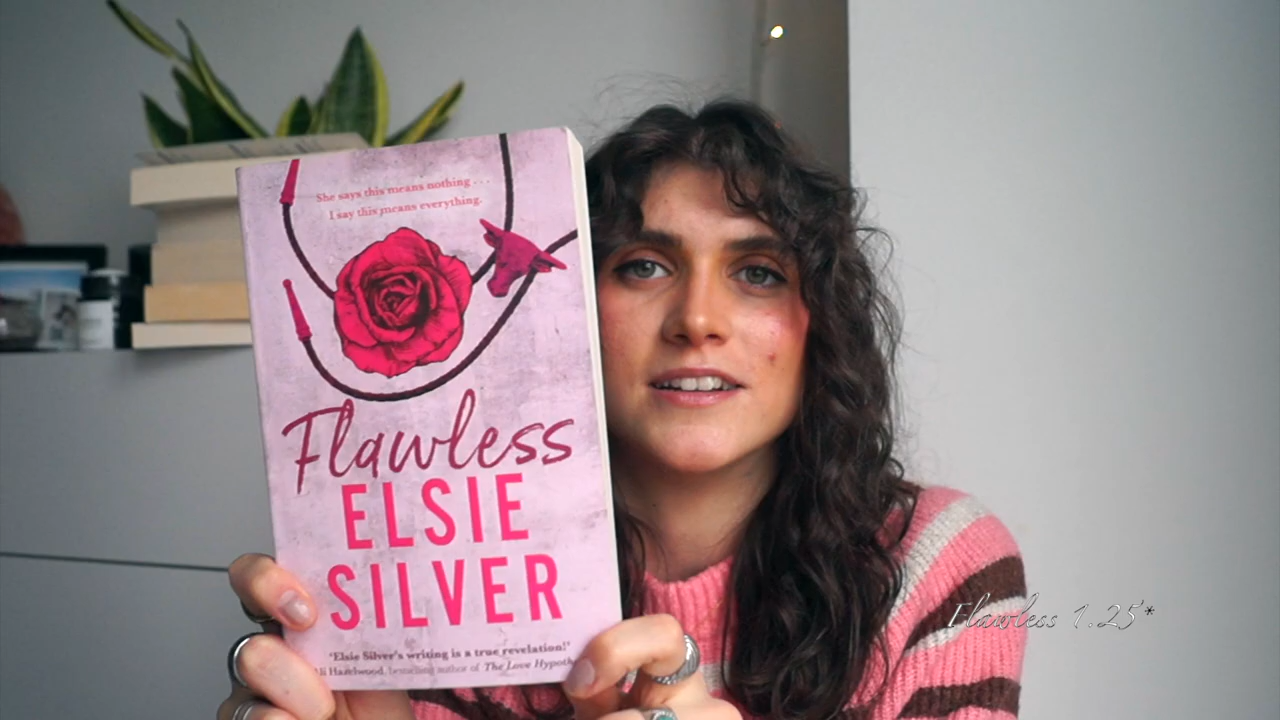 She says this means nothing . . .
I say this means everything.
Flawless
ELSIE
SILVER
'Elsie Silver's writing is a true revelation!'
Ali Hazelwood, bestselling author of The Love Hypoth
Flawless 1.25*